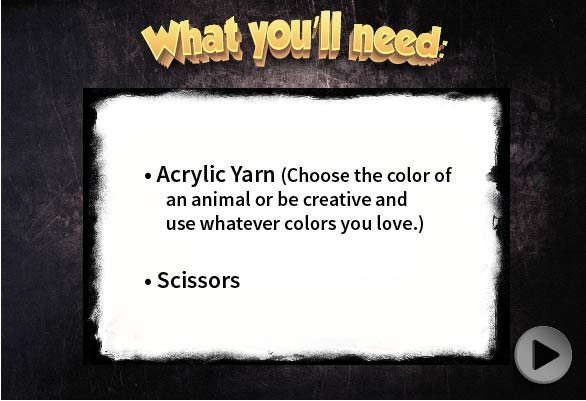 What you'll need:
• Acrylic Yarn (Choose the color of
an animal or be creative and
use whatever colors you love.)
• Scissors